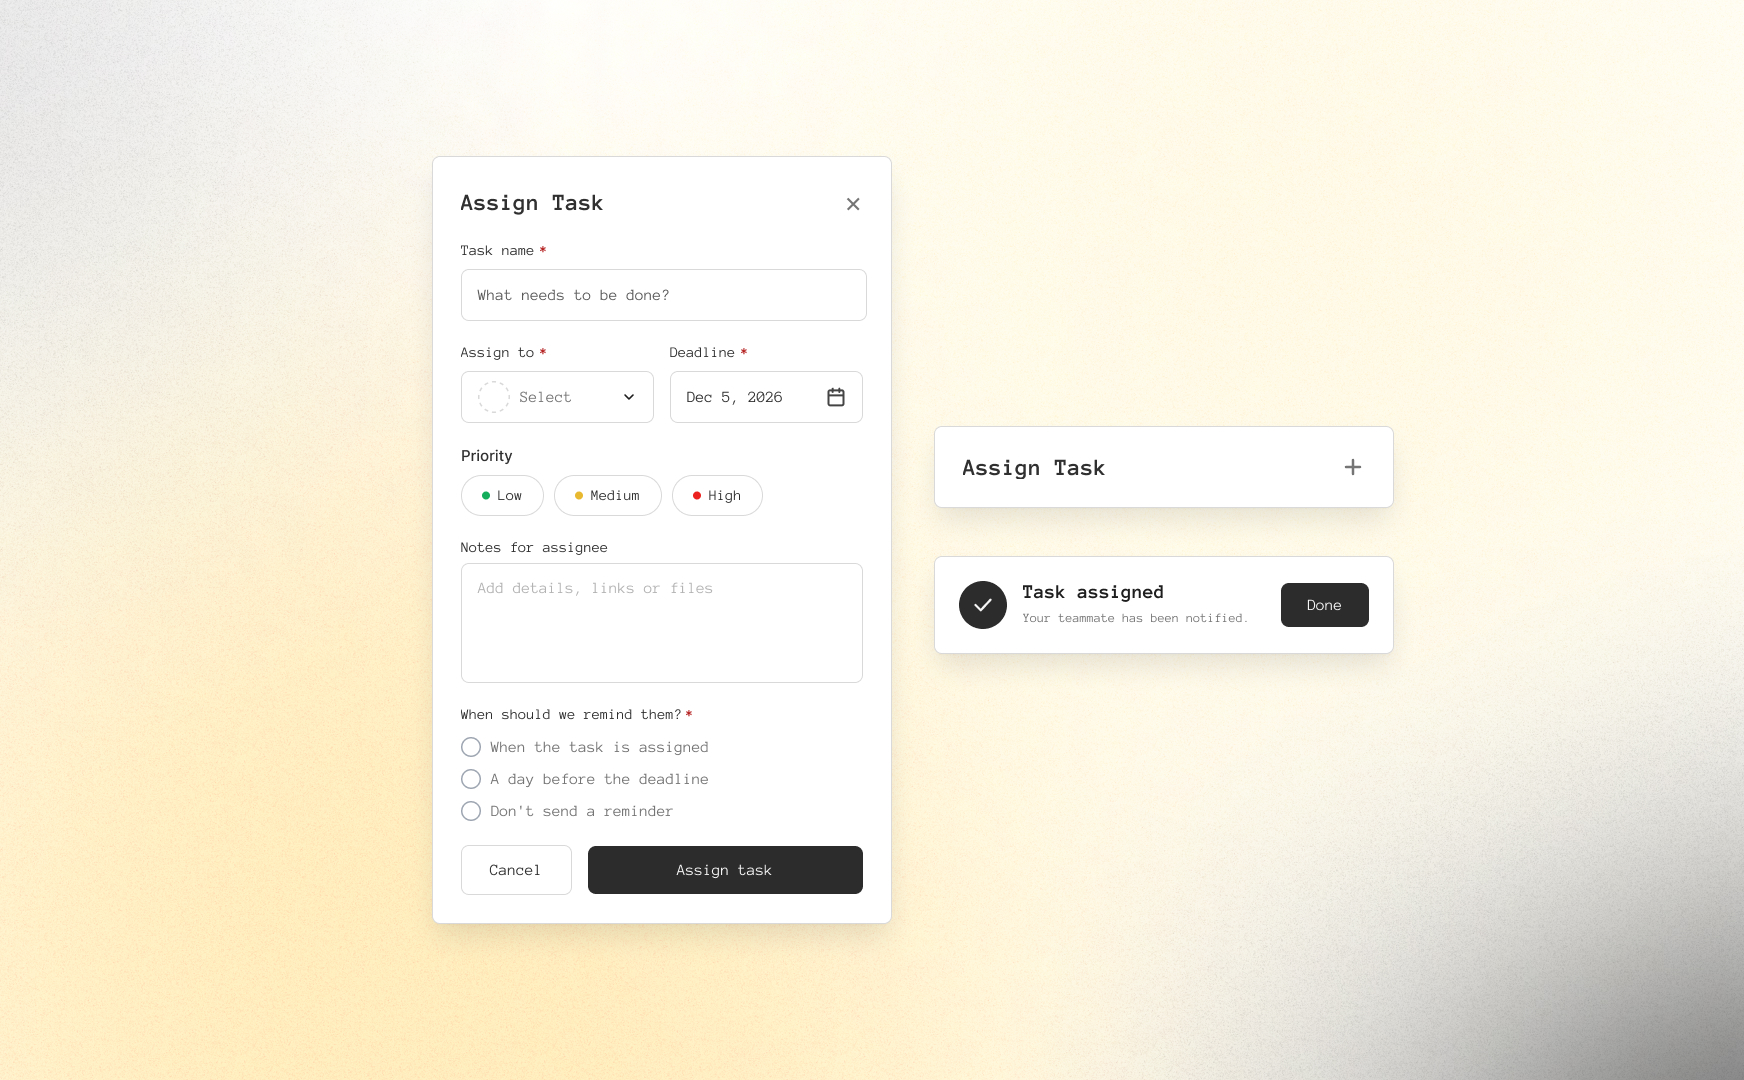 Assign Task
Task name *
What needs to be done?
Assign to *
Deadline *
Select
Dec 5, 2026
Priority
Low
Medium
High
Notes for assignee
Add details, links or files
When should we remind them? *
When the task is assigned
A day before the deadline
Don't send a reminder
Cancel
Assign task
Assign Task
Task assigned
Your teammate has been notified.
Done